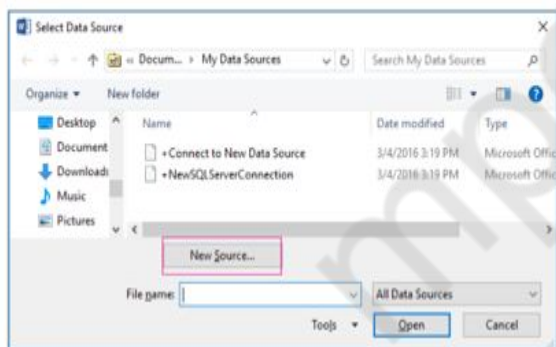 Select Data Source
« Docum... › My Data Sources
Search My Data Sources
Organize
New folder
Name
Date modified
Type
Desktop
Document
Downloads
Music
Pictures
+Connect to New Data Source
3/4/2016 3:19 PM
Microsoft Offic
+NewSQLServerConnection
3/4/2016 3:19 PM
Microsoft Offic
New Source...
File name:
All Data Sources
Tools
Open
Cancel